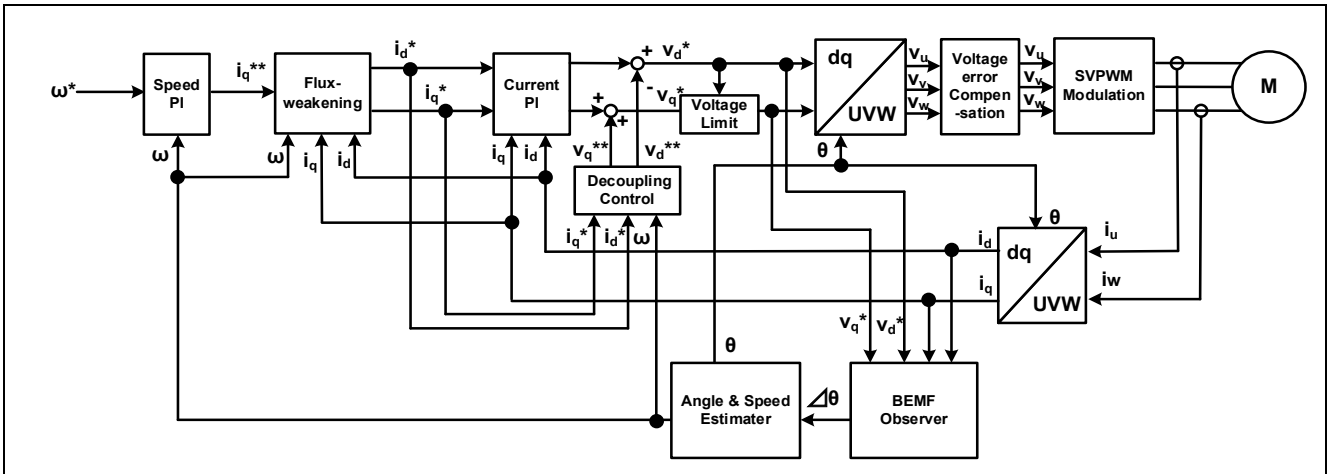 ω*
Speed
PI
iq**
Flux-
weakening
id*
iq*
Current
PI
+
-
vd*
+
+
vq*
Voltage
Limit
dq
UVW
vu
vv
vw
Voltage
error
Compen
-sation
vu
vv
vw
SVPWM
Modulation
M
ω
ω
iq
id
iq
id
vq**
vd**
Decoupling
Control
iq*
id*
ω
θ
θ
id
iq
dq
UVW
iu
iw
vq*
vd*
θ
Angle & Speed
Estimater
⊿θ
BEMF
Observer